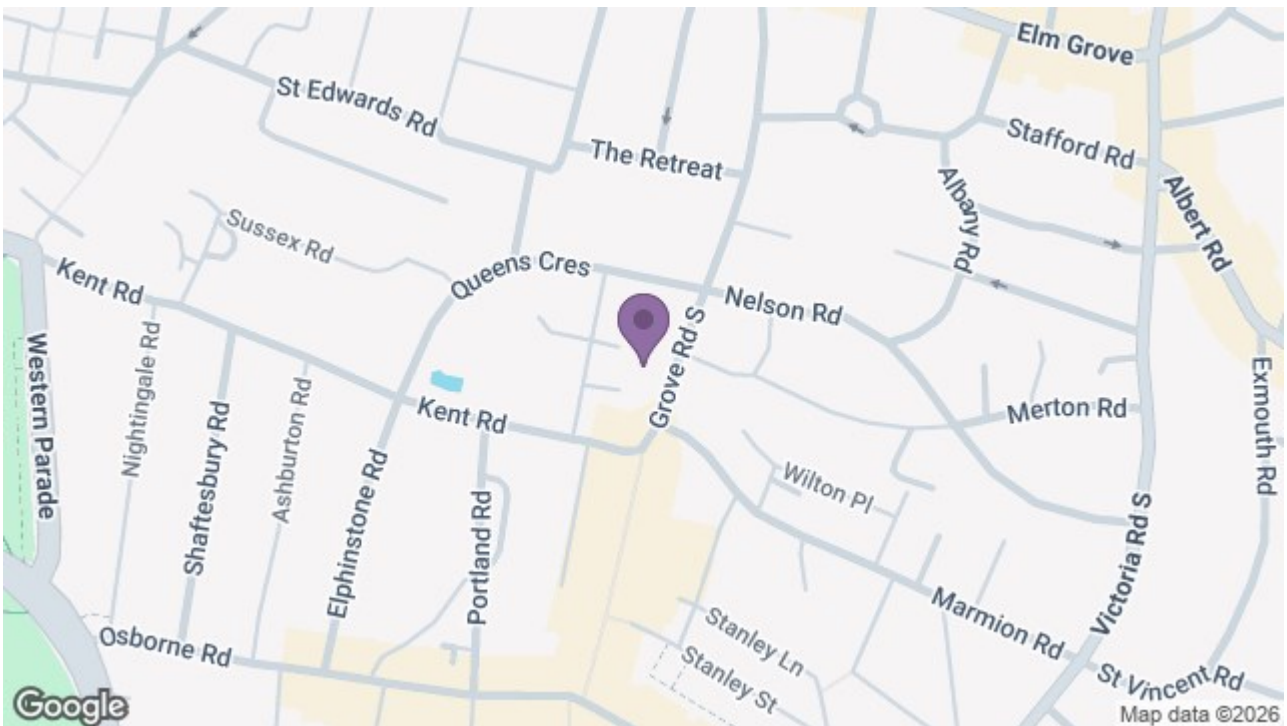 Elm Grove
St Edwards Rd
The Retreat
Stafford Rd
Albany Rd
Albert Rd
Sussex Rd
Kent Rd
Queens Cres
Nelson Rd
Grove Rd S
Western Parade
Nightingale Rd
Shaftesbury Rd
Ashburton Rd
Elphinstone Rd
Kent Rd
Portland Rd
Merton Rd
Exmouth Rd
Wilton Pl
Victoria Rd S
Marmion Rd
Osborne Rd
Stanley Ln
Stanley St
St Vincent Rd
Google
Map data ©2026